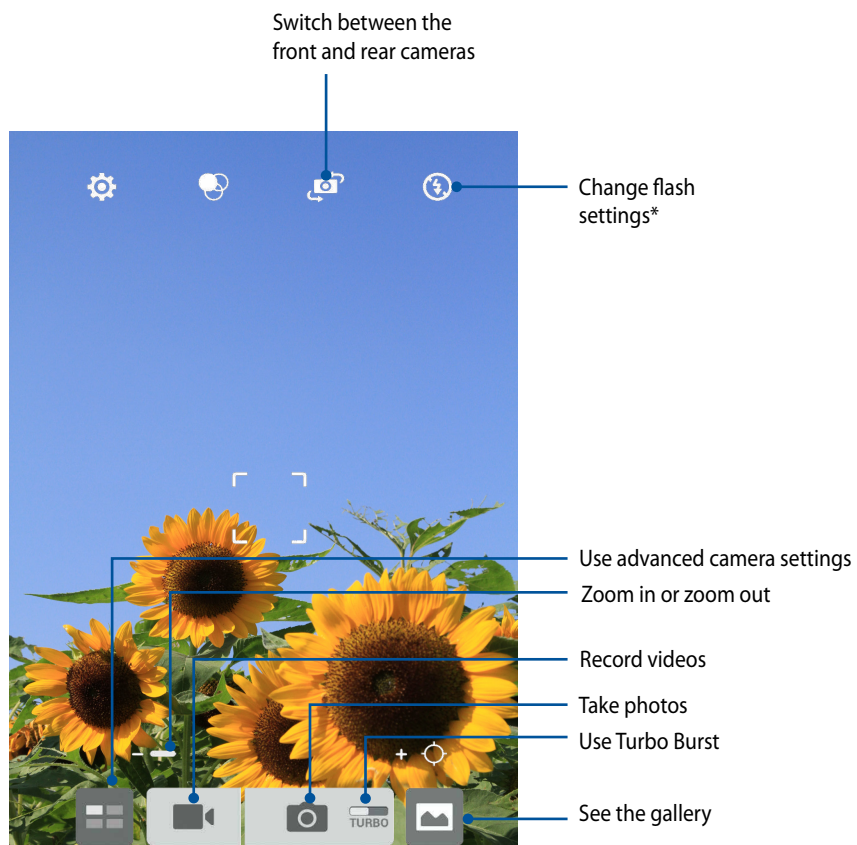 Switch between the
front and rear cameras
Change flash
settings*
Use advanced camera settings
Zoom in or zoom out
Record videos
Take photos
Use Turbo Burst
TURBO
See the gallery